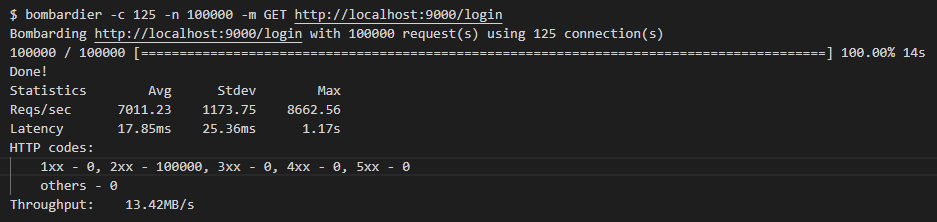 $ bombardier -c 125 -n 100000 -m GET http://localhost:9000/login
Bombarding http://localhost:9000/login with 100000 request(s) using 125 connection(s)
100000 / 100000 [==========================================================================================] 100.00% 14s
Done!
Statistics        Avg      Stdev        Max
Reqs/sec      7011.23    1173.75    8662.56
Latency       17.85ms    25.36ms      1.17s
HTTP codes:
1xx - 0, 2xx - 100000, 3xx - 0, 4xx - 0, 5xx - 0
others - 0
Throughput:    13.42MB/s